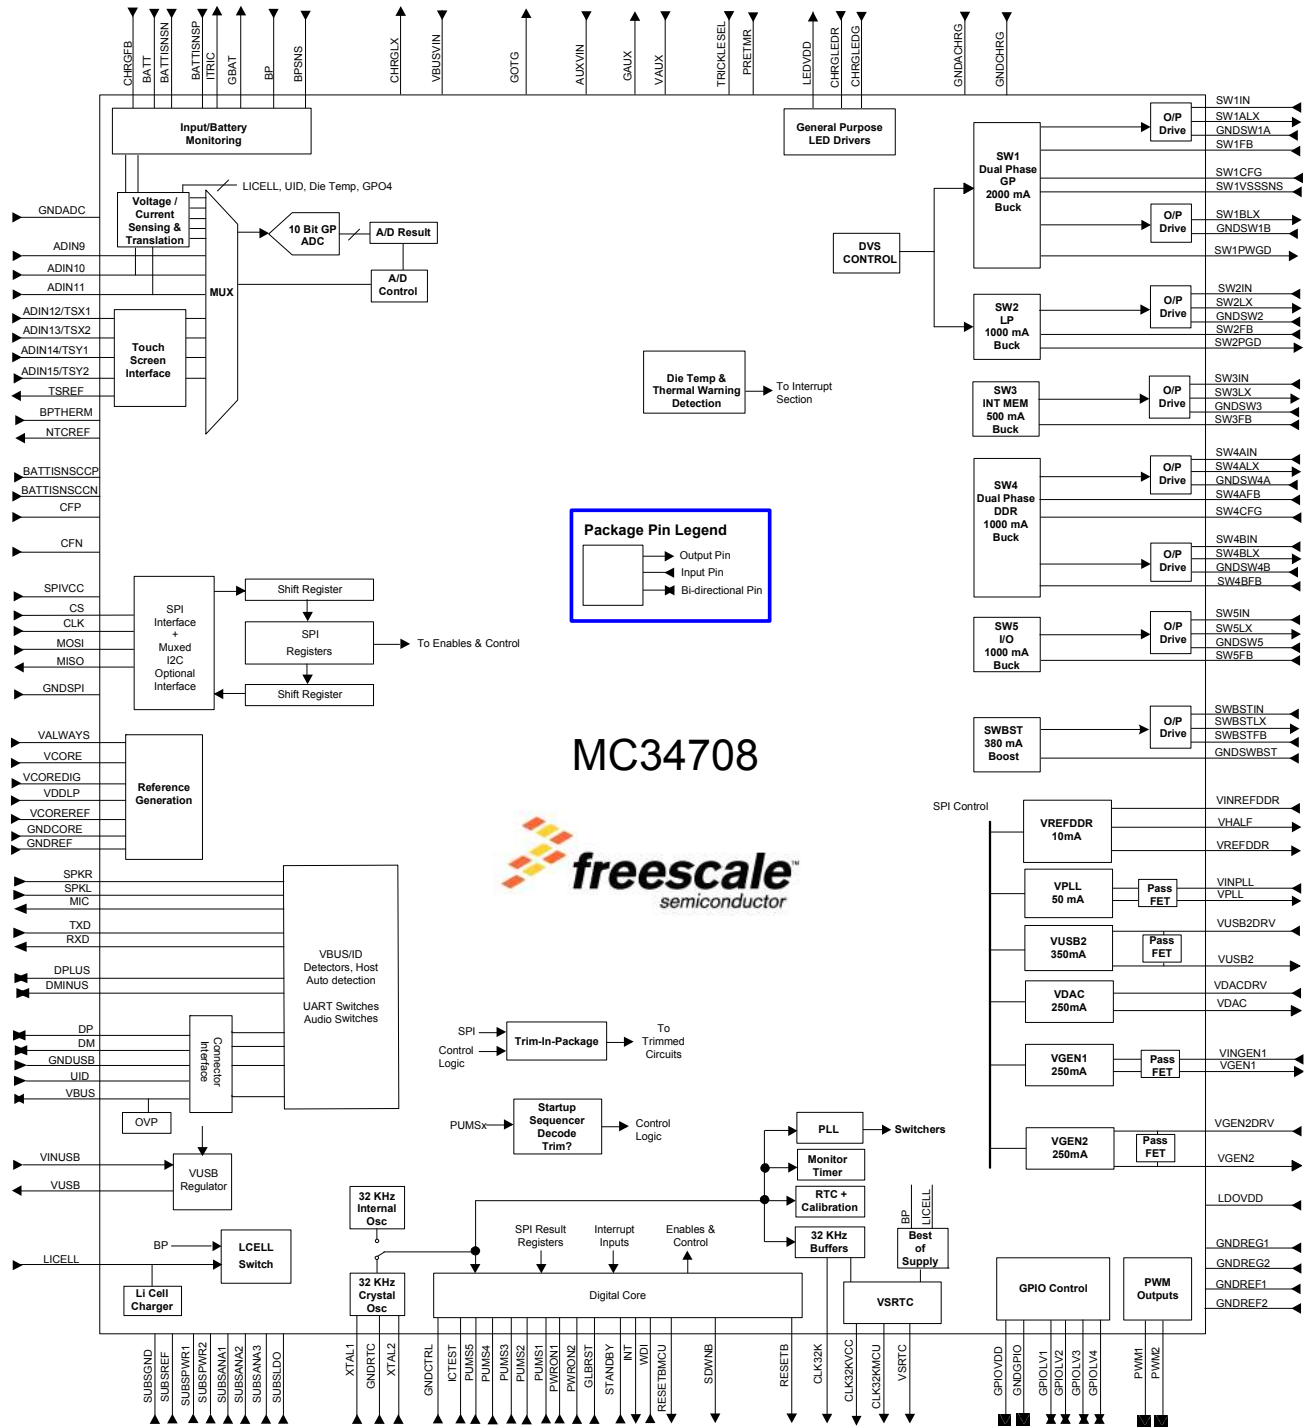 CHRGFB
BATT
BATTISNSN
BATTISNSP
ITRIC
GBAT
BP
BPSNS
CHRGLX
VBUSVIN
GOTG
AUXVIN
GAUX
VAUX
TRICKLESEL
PRETMR
LEDVDD
CHRGLEDR
CHRGLEDG
GNDACHRG
GNDCHRG
Input/Battery
Monitoring
General Purpose
LED Drivers
LICELL, UID, Die Temp, GPO4
Voltage /
Current
Sensing &
Translation
MUX
10 Bit GP
ADC
A/D Result
A/D
Control
Touch
Screen
Interface
GNDADC
ADIN9
ADIN10
ADIN11
ADIN12/TSX1
ADIN13/TSX2
ADIN14/TSY1
ADIN15/TSY2
TSREF
BPTHERM
NTCREF
BATTISNSCCP
BATTISNSCCN
CFP
CFN
SPIVCC
CS
CLK
MOSI
MISO
GNDSPI
SPI
Interface
+
Muxed
I2C
Optional
Interface
Shift Register
SPI
Registers
Shift Register
To Enables & Control
VALWAYS
VCORE
VCOREDIG
VDDLP
VCOREREF
GNDCORE
GNDREF
Reference
Generation
SPKR
SPKL
MIC
TXD
RXD
DPLUS
DMINUS
DP
DM
GNDUSB
UID
VBUS
VBUS/ID
Detectors, Host
Auto detection
UART Switches
Audio Switches
Connector
Interface
OVP
VINUSB
VUSB
VUSB
Regulator
LICELL
BP
LCELL
Switch
Li Cell
Charger
DVS
CONTROL
Die Temp &
Thermal Warning
Detection
To Interrupt
Section
Package Pin Legend
Output Pin
Input Pin
Bi-directional Pin
MC34708
freescale™
semiconductor
SPI
Control
Logic
Trim-In-Package
To
Trimmed
Circuits
PUMSx
Startup
Sequencer
Decode
Trim?
Control
Logic
PLL
Switchers
Monitor
Timer
RTC +
Calibration
32 KHz
Buffers
32 KHz
Internal
Osc
32 KHz
Crystal
Osc
SPI Result
Registers
Interrupt
Inputs
Enables &
Control
Digital Core
BP
LICELL
Best
of
Supply
VSRTC
SW1
Dual Phase
GP
2000 mA
Buck
O/P
Drive
SW1IN
SW1ALX
GNDSW1A
SW1FB
SW1CFG
SW1VSSSNS
O/P
Drive
SW1BLX
GNDSW1B
SW1PWGD
SW2
LP
1000 mA
Buck
O/P
Drive
SW2IN
SW2LX
GNDSW2
SW2FB
SW2PGD
SW3
INT MEM
500 mA
Buck
O/P
Drive
SW3IN
SW3LX
GNDSW3
SW3FB
SW4
Dual Phase
DDR
1000 mA
Buck
O/P
Drive
SW4AIN
SW4ALX
GNDSW4A
SW4AFB
SW4CFG
O/P
Drive
SW4BIN
SW4BLX
GNDSW4B
SW4BFB
SW5
I/O
1000 mA
Buck
O/P
Drive
SW5IN
SW5LX
GNDSW5
SW5FB
SWBST
380 mA
Boost
O/P
Drive
SWBSTIN
SWBSTLX
SWBSTFB
GNDSWBST
SPI Control
VREFDDR
10mA
VINREFDDR
VHALF
VREFDDR
VPLL
50 mA
Pass
FET
VINPLL
VPLL
VUSB2
350mA
Pass
FET
VUSB2DRV
VUSB2
VDAC
250mA
VDACDRV
VDAC
VGEN1
250mA
Pass
FET
VINGEN1
VGEN1
VGEN2
250mA
Pass
FET
VGEN2DRV
VGEN2
LDOVDD
GNDREG1
GNDREG2
GNDREF1
GNDREF2
GPIO Control
PWM
Outputs
SUBSGND
SUBSREF
SUBSPWR1
SUBSPWR2
SUBSANA1
SUBSANA2
SUBSANA3
SUBSLDO
XTAL1
GNDRTC
XTAL2
GNDCTRL
ICTEST
PUMS5
PUMS4
PUMS3
PUMS2
PUMS1
PWRON1
PWRON2
GLBRST
STANDBY
INT
WDI
RESETBMCU
SDWNB
RESETB
CLK32K
CLK32KVCC
CLK32KMCU
VSRTC
GPIOVDD
GNDGPIO
GPIOLV1
GPIOLV2
GPIOLV3
GPIOLV4
PWM1
PWM2